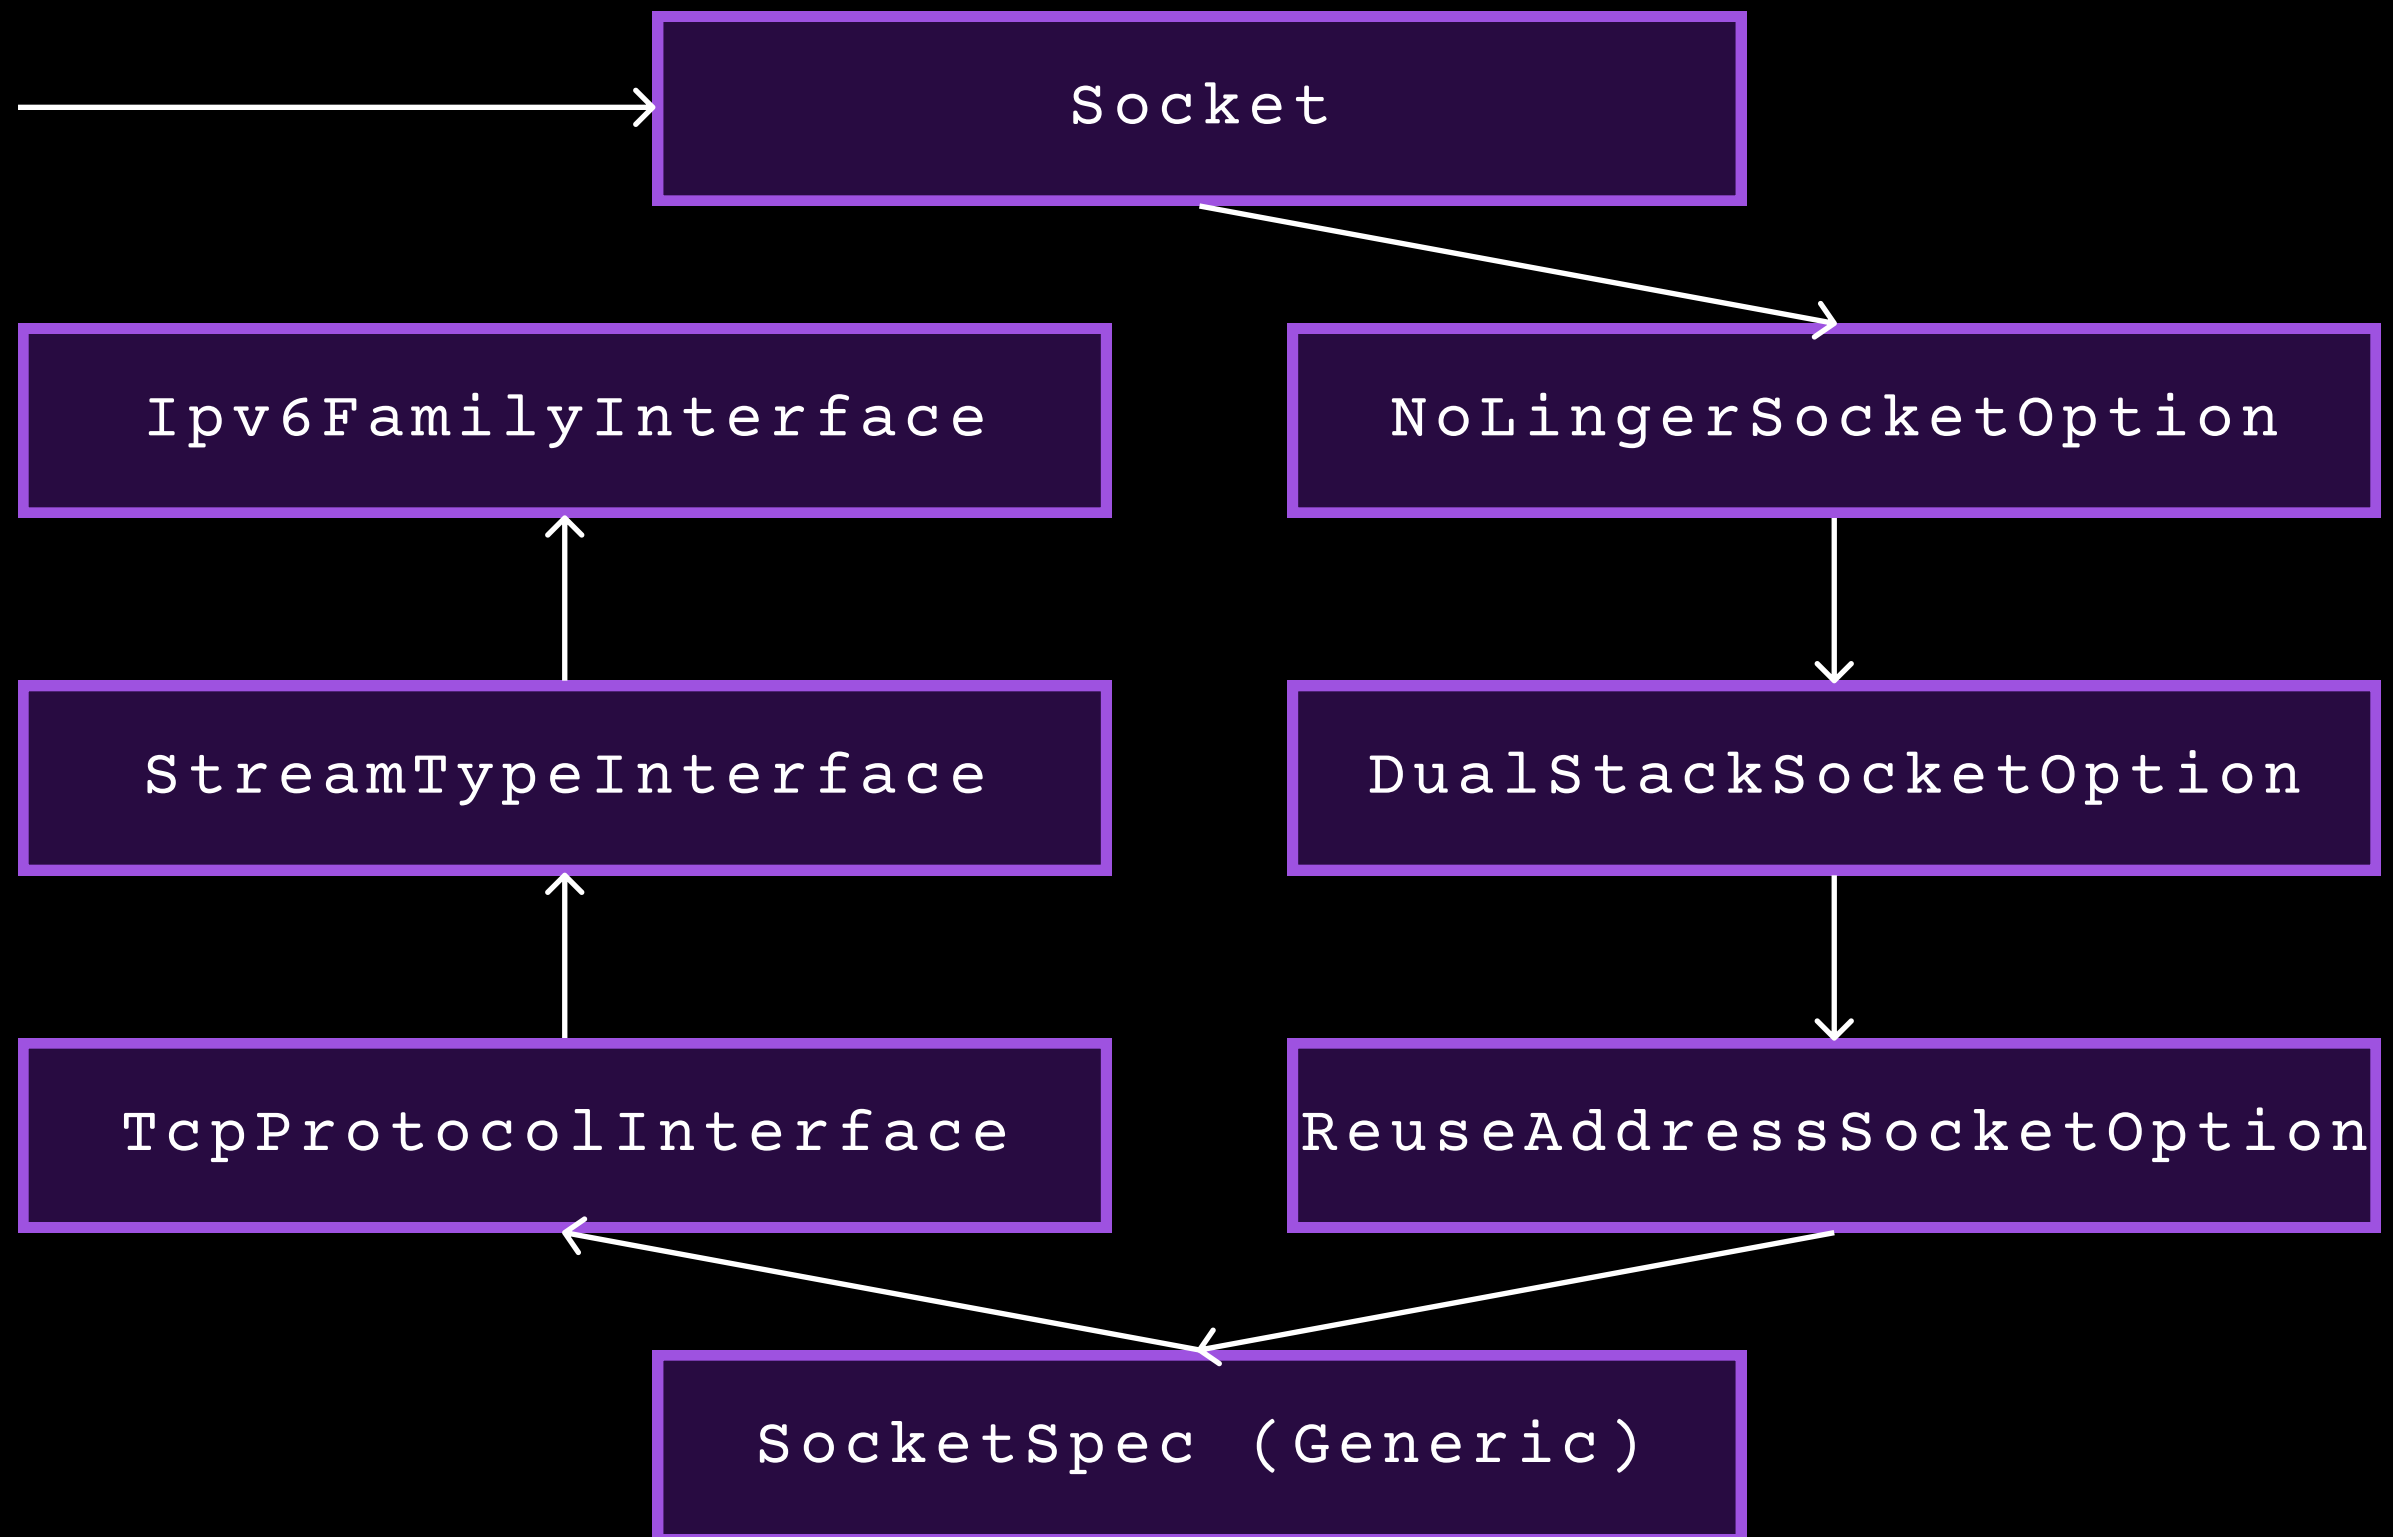 Socket
Ipv6FamilyInterface
NoLingerSocketOption
StreamTypeInterface
DualStackSocketOption
TcpProtocolInterface
ReuseAddressSocketOption
SocketSpec (Generic)